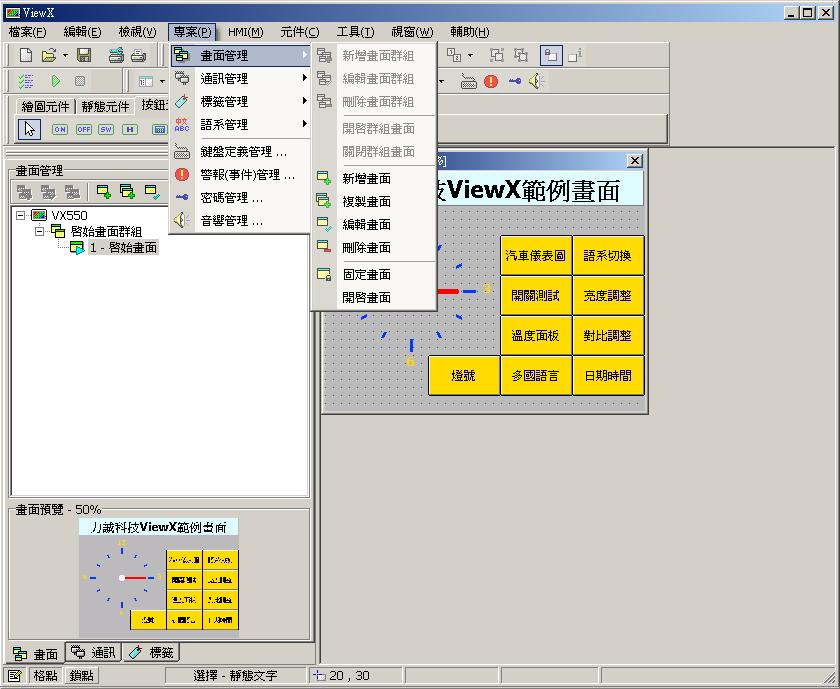 ViewX
檔案(F) 編輯(E) 檢視(V) 專案(P) HMI(M) 元件(C) 工具(T) 視窗(W) 輔助(H)
繪圖元件 靜態元件 按鈕
ON OFF SW H
畫面管理
通訊管理
標籤管理
語系管理
鍵盤定義管理 ...
警報(事件)管理 ...
密碼管理 ...
音響管理 ...
新增畫面群組
編輯畫面群組
刪除畫面群組
開啓群組畫面
關閉群組畫面
新增畫面
複製畫面
編輯畫面
刪除畫面
固定畫面
開啓畫面
畫面管理
VX550
啓始畫面群組
1 - 啓始畫面
技ViewX範例畫面
3
6
汽車儀表圖 語系切換
開關測試 亮度調整
溫度面板 對比調整
燈號 多國語言 日期時間
畫面預覽 - 50%
力誠科技ViewX範例畫面
12
畫面 通訊 標籤
格點 鎖點 選擇 - 靜態文字 20 , 30